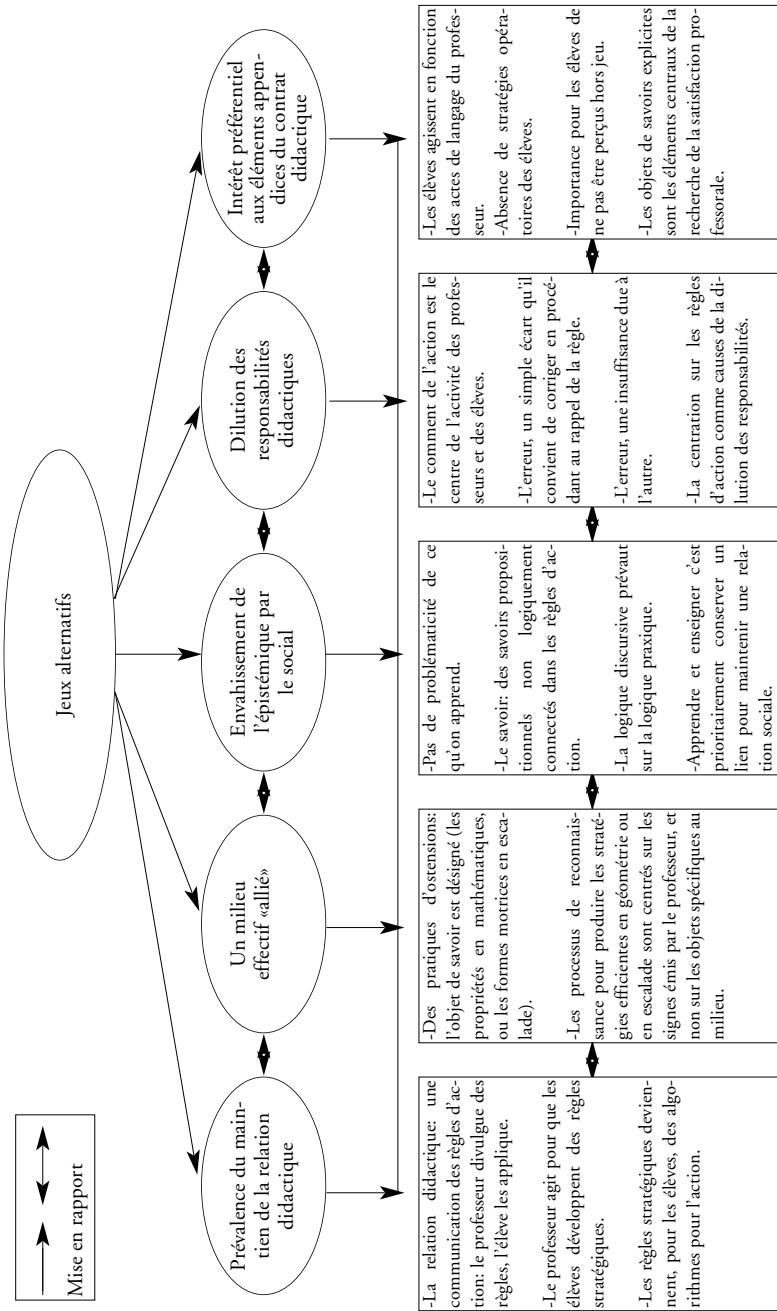 Jeux alternatifs
Mise en rapport
Prévalence du main-
tien de la relation
didactique
Un milieu
effectif «allié»
Envahissement de
l'épistémique par
le social
Dilution des
responsabilités
didactiques
Intérêt préférentiel
aux éléments appen-
dices du contrat
didactique
-La relation didactique: une
communication des règles d'ac-
tion: le professeur divulgue des
règles, l'élève les applique.
-Le professeur agit pour que les
élèves développent des règles
stratégiques.
-Les règles stratégiques devien-
nent, pour les élèves, des algo-
rithmes pour l'action.
-Des pratiques d'ostensions:
l'objet de savoir est désigné (les
propriétés en mathématiques,
ou les formes motrices en esca-
lade).
-Les processus de reconnais-
sance pour produire les straté-
gies efficientes en géométrie ou
en escalade sont centrés sur les
signes émis par le professeur, et
non sur les objets spécifiques au
milieu.
-Pas de problématicité de ce
qu'on apprend.
-Le savoir: des savoirs proposi-
tionnels non logiquement
connectés dans les règles d'ac-
tion.
-La logique discursive prévaut
sur la logique praxique.
-Apprendre et enseigner c'est
prioritairement conserver un
lien pour maintenir une rela-
tion sociale.
-Le comment de l'action est le
centre de l'activité des profes-
seurs et des élèves.
-L'erreur, un simple écart qu'il
convient de corriger en procé-
dant au rappel de la règle.
-L'erreur, une insuffisance due à
l'autre.
-La centration sur les règles
d'action comme causes de la di-
lution des responsabilités.
-Les élèves agissent en fonction
des actes de langage du profes-
seur.
-Absence de stratégies opéra-
toires des élèves.
-Importance pour les élèves de
ne pas être perçus hors jeu.
-Les objets de savoirs explicites
sont les éléments centraux de la
recherche de la satisfaction pro-
fessorale.